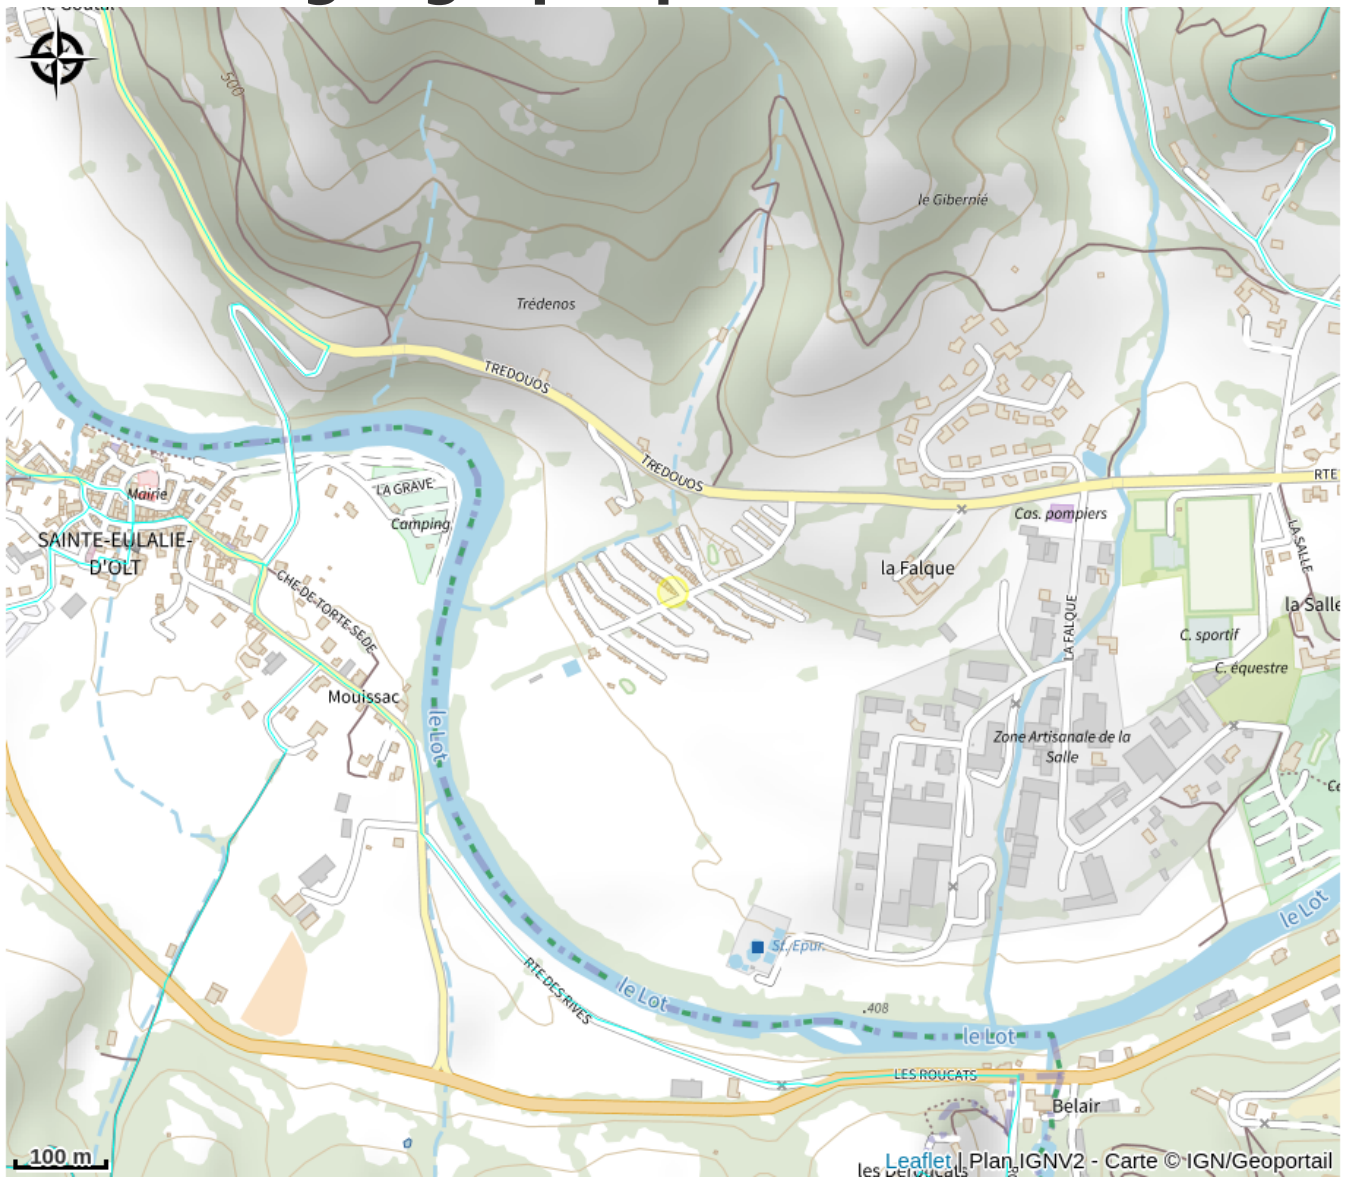 500
le Gibernié
Trédenos
TREDOUOS
TREDOUOS
RTE
LA GRAVE
Mairie
Camping
Cas. pompiers
LA SALLE
SAINTE-EULALIE-
D'OLT
CHE DE TORTE-SEDE
la Falque
LA FALQUE
la Salle
C. sportif
C. équestre
Mouissac
le Lot
Zone Artisanale de la
Salle
le Lot
St. Epur.
RTE DES RIVES
le Lot
.408
le Lot
LES ROUCATS
Belair
100 m
les Deroucats
Leaflet | Plan IGNV2 - Carte © IGN/Geoportail